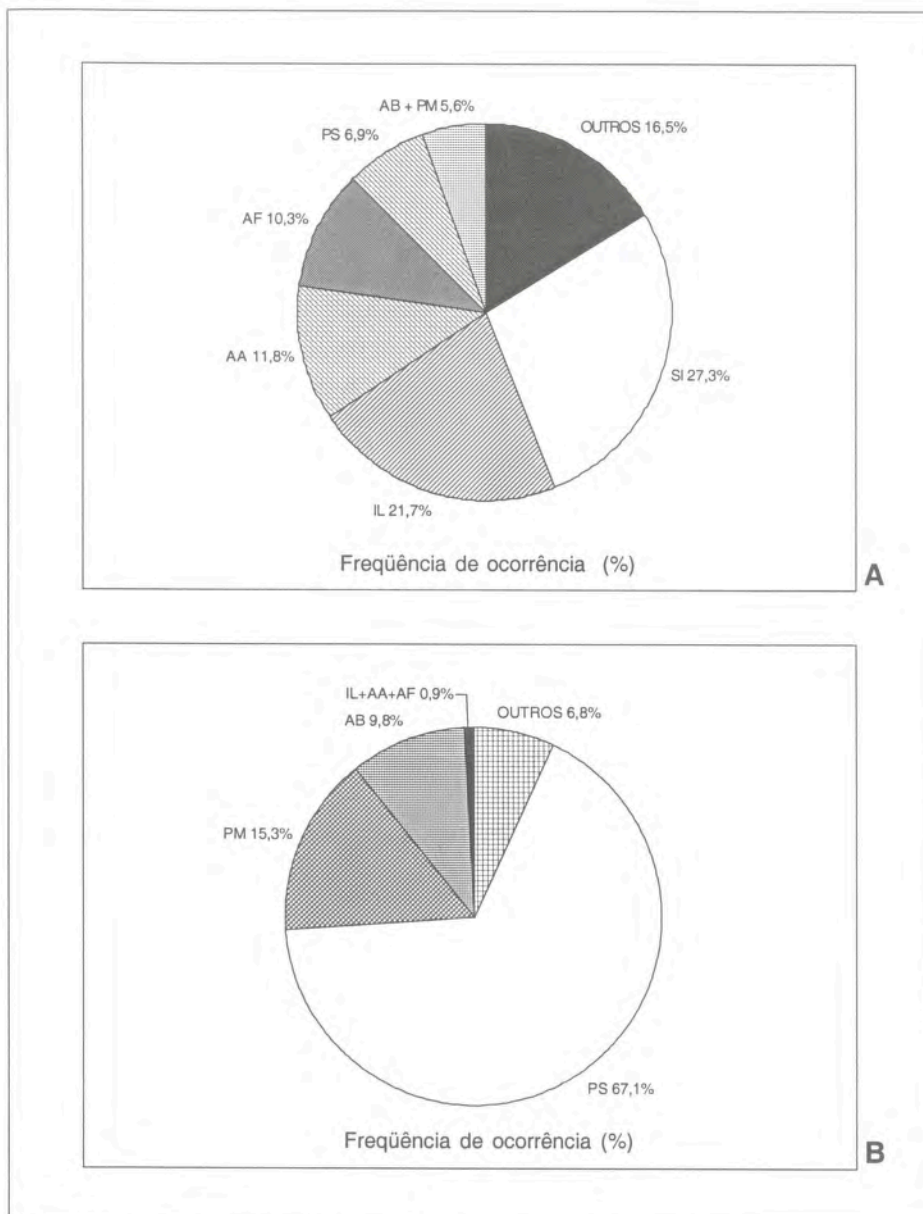 AB + PM 5,6%
OUTROS 16,5%
PS 6,9%
AF 10,3%
AA 11,8%
SI 27,3%
IL 21,7%
Freqüência de ocorrência (%)
A
IL+AA+AF 0,9%
OUTROS 6,8%
AB 9,8%
PM 15,3%
PS 67,1%
Freqüência de ocorrência (%)
B